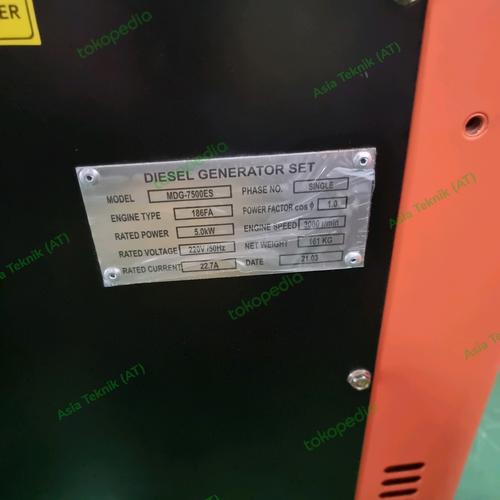 ER
tokopedia
Asia Teknik (AT)
DIESEL GENERATOR SET
MODEL MDG-7500ES PHASE NO. SINGLE
ENGINE TYPE 186FA POWER FACTOR cos φ 1.0
RATED POWER 5.0kW ENGINE SPEED 3000 r/min
RATED VOLTAGE 220V /50Hz NET WEIGHT 161 KG
RATED CURRENT 22.7A DATE 21.03
tokopedia
Asia Teknik (AT)
tokopedia
Asia Teknik (AT)
Asia Teknik (AT)
tokopedia
Asia Teknik (AT)
tokopedia
Asia Teknik (AT)